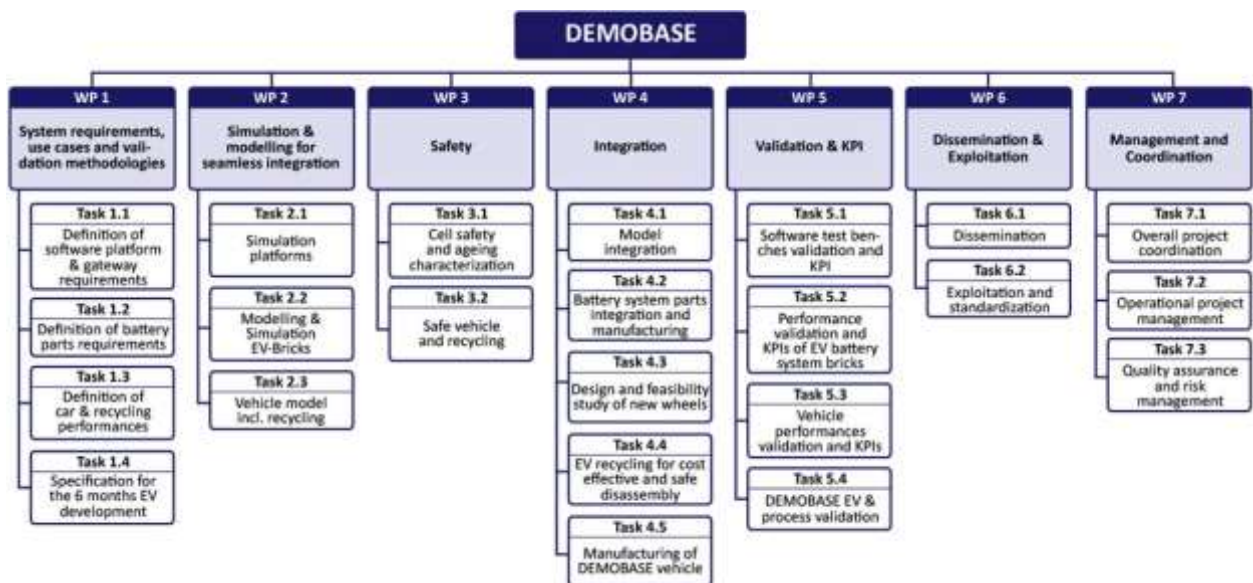 DEMOBASE
WP 1
System requirements,
use cases and vali-
dation methodologies
Task 1.1
Definition of
software platform
& gateway
requirements
Task 1.2
Definition of battery
parts requirements
Task 1.3
Definition of
car & recycling
performances
Task 1.4
Specification for
the 6 months EV
development
WP 2
Simulation &
modelling for
seamless integration
Task 2.1
Simulation
platforms
Task 2.2
Modelling &
Simulation
EV-Bricks
Task 2.3
Vehicle model
incl. recycling
WP 3
Safety
Task 3.1
Cell safety
and ageing
characterization
Task 3.2
Safe vehicle
and recycling
WP 4
Integration
Task 4.1
Model
integration
Task 4.2
Battery system parts
integration and
manufacturing
Task 4.3
Design and feasibility
study of new wheels
Task 4.4
EV recycling for cost
effective and safe
disassembly
Task 4.5
Manufacturing of
DEMOBASE vehicle
WP 5
Validation & KPI
Task 5.1
Software test ben-
ches validation and
KPI
Task 5.2
Performance
validation and
KPIs of EV battery
system bricks
Task 5.3
Vehicle
performances
validation and KPIs
Task 5.4
DEMOBASE EV &
process validation
WP 6
Dissemination &
Exploitation
Task 6.1
Dissemination
Task 6.2
Exploitation and
standardization
WP 7
Management and
Coordination
Task 7.1
Overall project
coordination
Task 7.2
Operational project
management
Task 7.3
Quality assurance
and risk
management